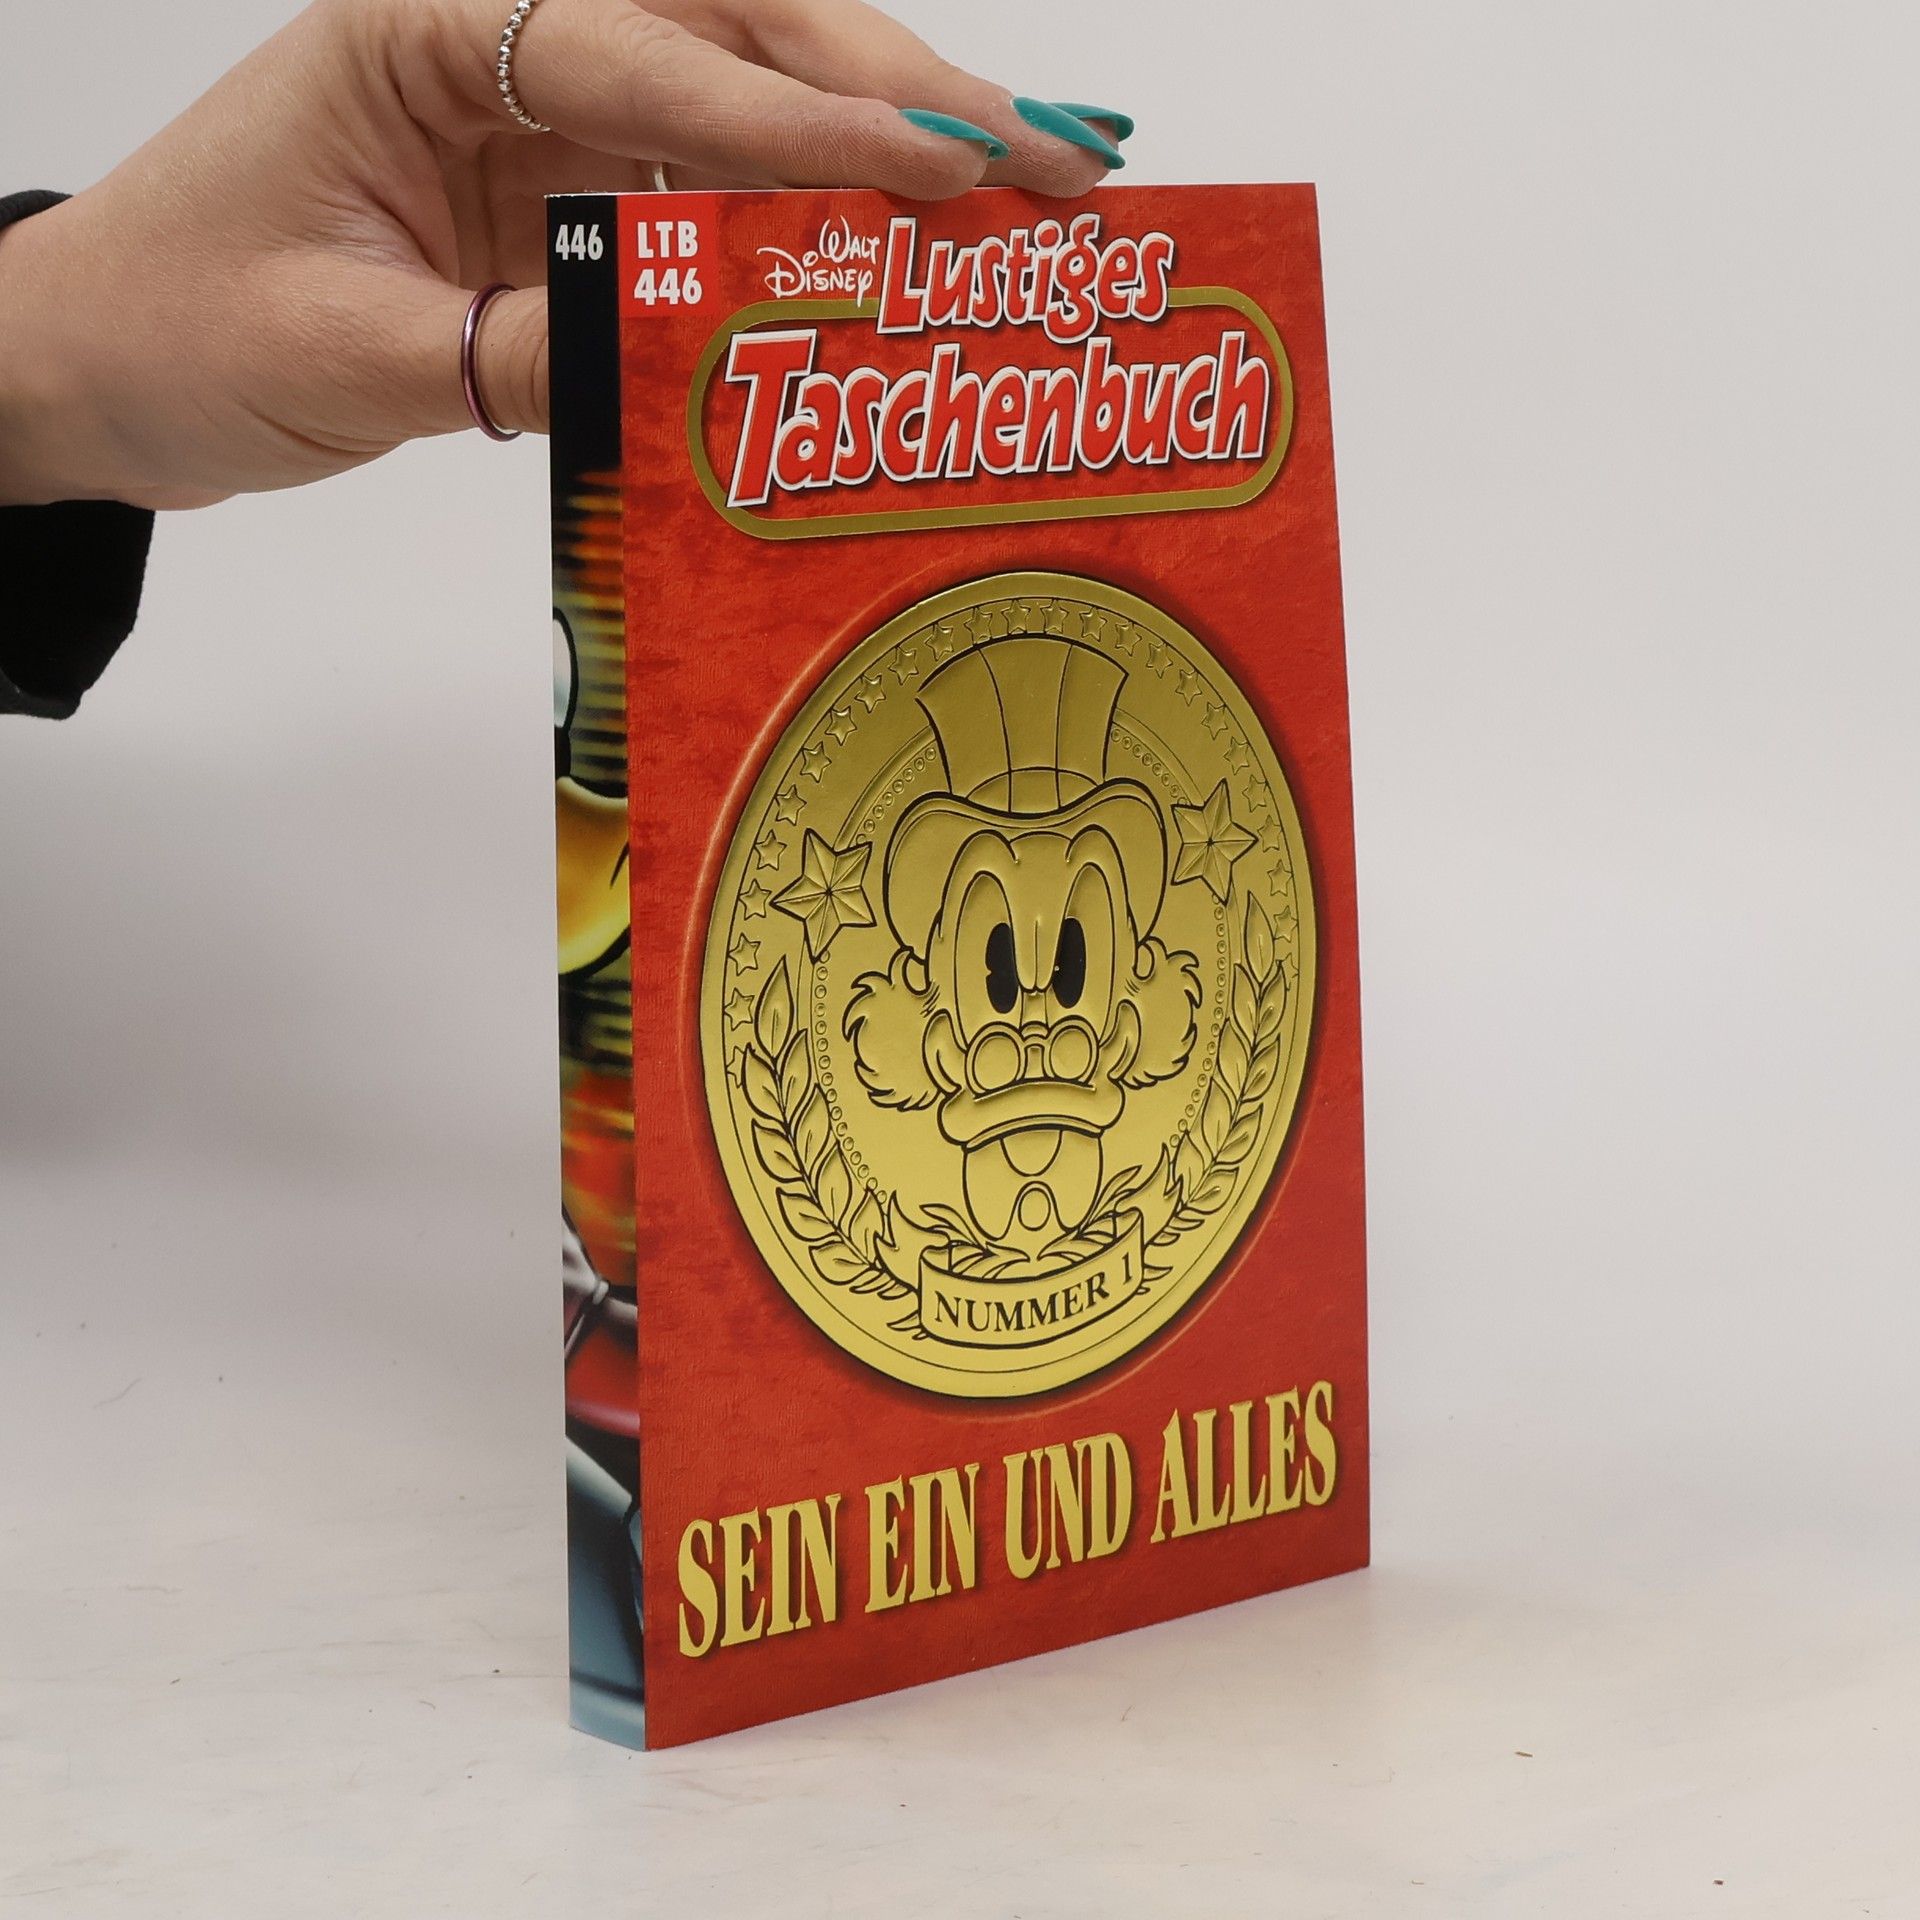 446
LTB
446
WALT
DISNEY
Lustiges
Taschenbuch
NUMMER 1
SEIN EIN UND ALLES